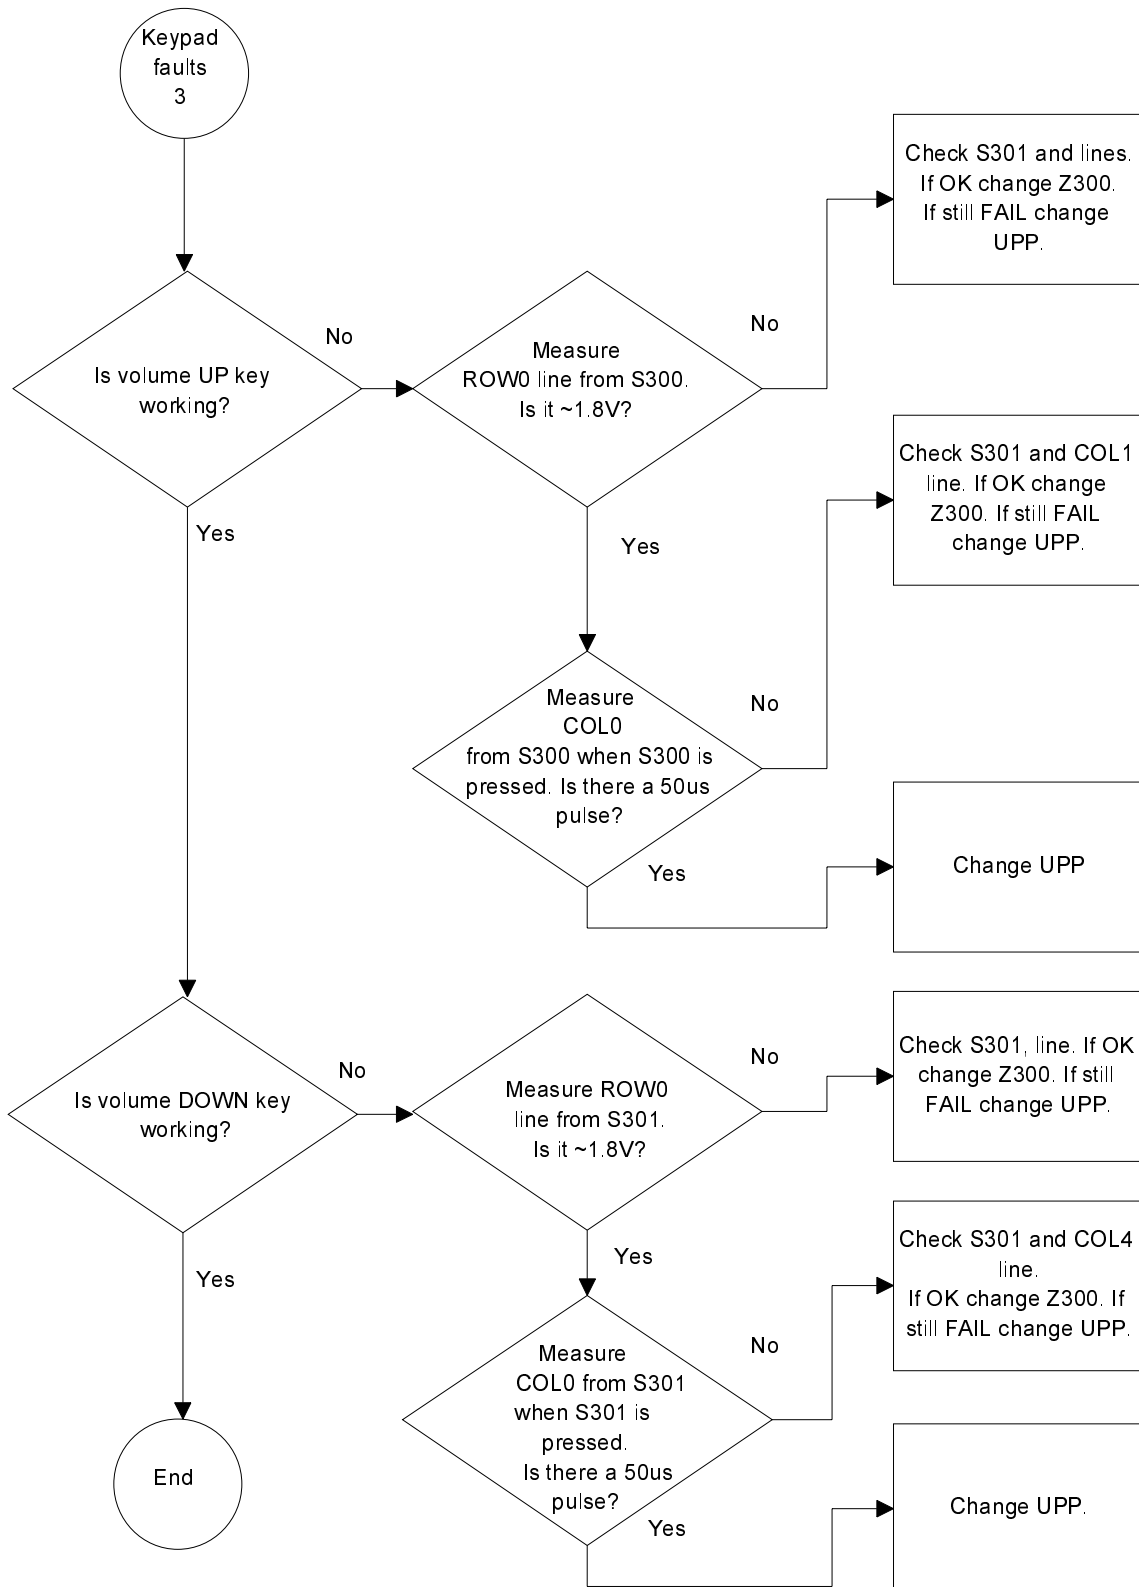 Keypad
faults
3
Check S301 and lines.
If OK change Z300.
If still FAIL change
UPP.
No
Is volume UP key
working?
Measure
ROW0 line from S300.
Is it ~1.8V?
No
Yes
Yes
Check S301 and COL1
line. If OK change
Z300. If still FAIL
change UPP.
Measure
COL0
from S300 when S300 is
pressed. Is there a 50us
pulse?
No
Yes
Change UPP
Is volume DOWN key
working?
No
Measure ROW0
line from S301.
Is it ~1.8V?
No
Check S301, line. If OK
change Z300. If still
FAIL change UPP.
Yes
Yes
Check S301 and COL4
line.
If OK change Z300. If
still FAIL change UPP.
Measure
COL0 from S301
when S301 is
pressed.
Is there a 50us
pulse?
No
Yes
End
Change UPP.